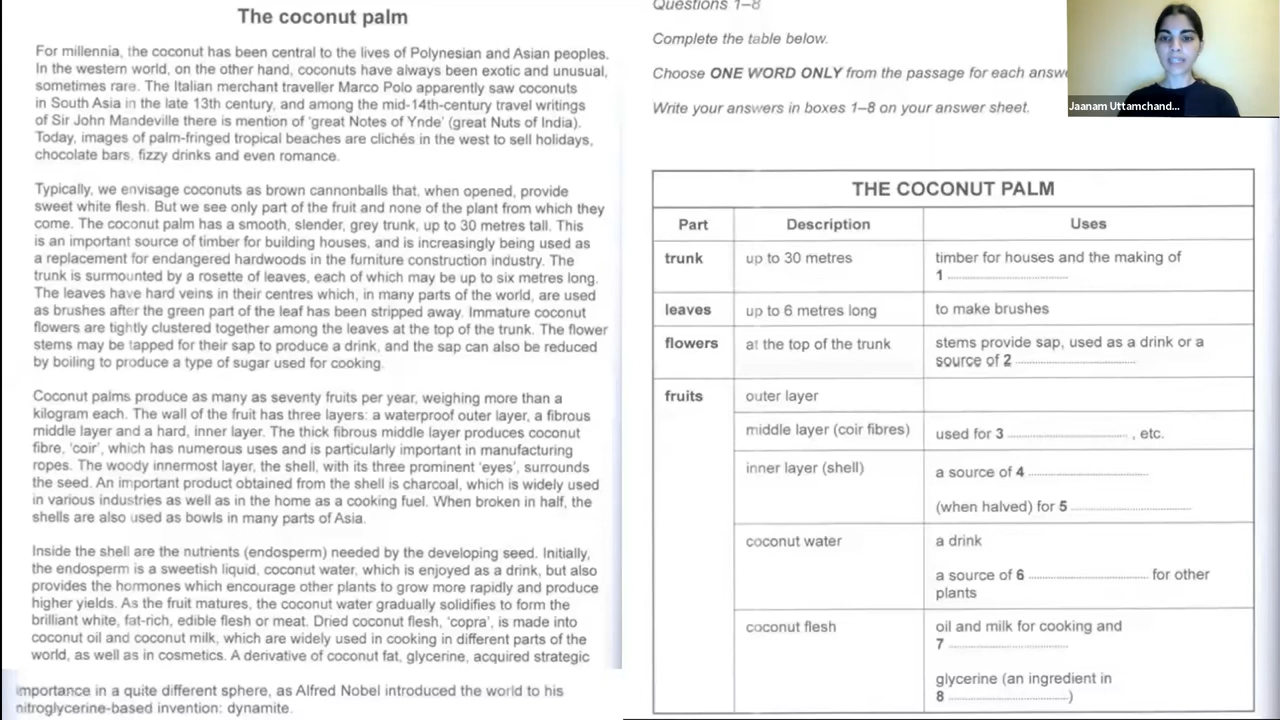 The coconut palm
For millennia, the coconut has been central to the lives of Polynesian and Asian peoples.
In the western world, on the other hand, coconuts have always been exotic and unusual,
sometimes rare. The Italian merchant traveller Marco Polo apparently saw coconuts
in South Asia in the late 13th century, and among the mid-14th-century travel writings
of Sir John Mandeville there is mention of 'great Notes of Ynde' (great Nuts of India).
Today, images of palm-fringed tropical beaches are clichés in the west to sell holidays,
chocolate bars, fizzy drinks and even romance.
Typically, we envisage coconuts as brown cannonballs that, when opened, provide
sweet white flesh. But we see only part of the fruit and none of the plant from which they
come. The coconut palm has a smooth, slender, grey trunk, up to 30 metres tall. This
is an important source of timber for building houses, and is increasingly being used as
a replacement for endangered hardwoods in the furniture construction industry. The
trunk is surmounted by a rosette of leaves, each of which may be up to six metres long.
The leaves have hard veins in their centres which, in many parts of the world, are used
as brushes after the green part of the leaf has been stripped away. Immature coconut
flowers are tightly clustered together among the leaves at the top of the trunk. The flower
stems may be tapped for their sap to produce a drink, and the sap can also be reduced
by boiling to produce a type of sugar used for cooking.
Coconut palms produce as many as seventy fruits per year, weighing more than a
kilogram each. The wall of the fruit has three layers: a waterproof outer layer, a fibrous
middle layer and a hard, inner layer. The thick fibrous middle layer produces coconut
fibre, 'coir', which has numerous uses and is particularly important in manufacturing
ropes. The woody innermost layer, the shell, with its three prominent 'eyes', surrounds
the seed. An important product obtained from the shell is charcoal, which is widely used
in various industries as well as in the home as a cooking fuel. When broken in half, the
shells are also used as bowls in many parts of Asia.
Inside the shell are the nutrients (endosperm) needed by the developing seed. Initially,
the endosperm is a sweetish liquid, coconut water, which is enjoyed as a drink, but also
provides the hormones which encourage other plants to grow more rapidly and produce
higher yields. As the fruit matures, the coconut water gradually solidifies to form the
brilliant white, fat-rich, edible flesh or meat. Dried coconut flesh, 'copra', is made into
coconut oil and coconut milk, which are widely used in cooking in different parts of the
world, as well as in cosmetics. A derivative of coconut fat, glycerine, acquired strategic
importance in a quite different sphere, as Alfred Nobel introduced the world to his
nitroglycerine-based invention: dynamite.
Questions 1–8
Complete the table below.
Choose ONE WORD ONLY from the passage for each answe
Write your answers in boxes 1–8 on your answer sheet.
Jaanam Uttamchand...
THE COCONUT PALM
Part Description Uses
trunk up to 30 metres timber for houses and the making of
1 ..............................
leaves up to 6 metres long to make brushes
flowers at the top of the trunk stems provide sap, used as a drink or a
source of 2 ..............................
fruits outer layer
middle layer (coir fibres) used for 3 .............................. , etc.
inner layer (shell) a source of 4 ..............................
(when halved) for 5 ..............................
coconut water a drink
a source of 6 .............................. for other
plants
coconut flesh oil and milk for cooking and
7 ..............................
glycerine (an ingredient in
8 ..............................)